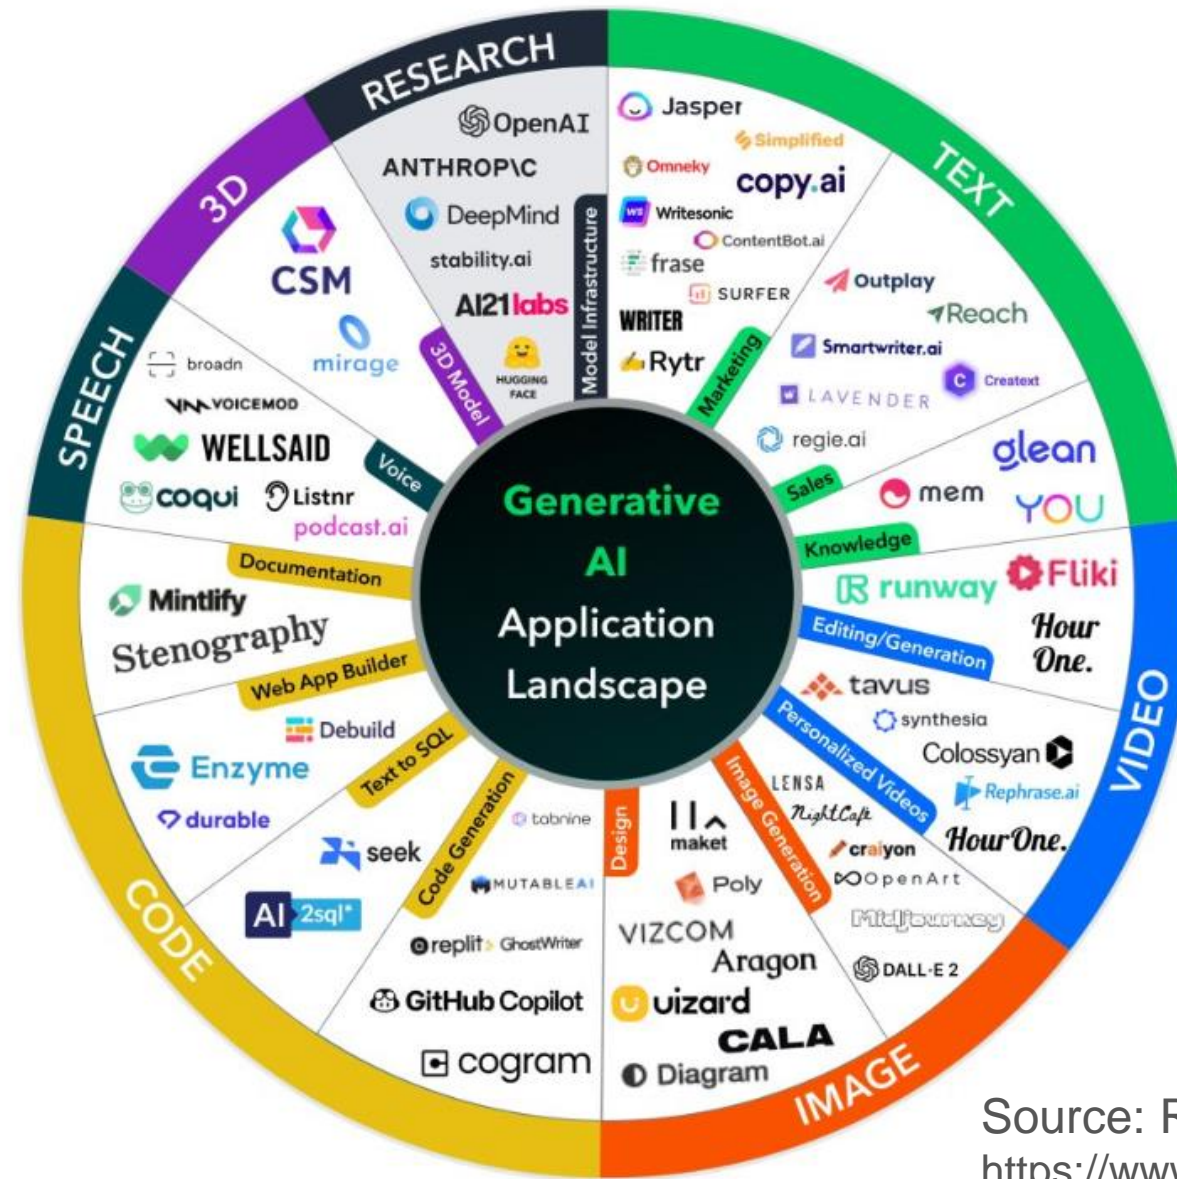 Generative
AI
Application
Landscape
RESEARCH
Model Infrastructure
OpenAI
ANTHROP\C
DeepMind
stability.ai
AI21labs
HUGGING
FACE
TEXT
Marketing
Jasper
Simplified
Omneky
copy.ai
WS Writesonic
ContentBot.ai
frase
SURFER
WRITER
Rytr
Sales
Outplay
Reach
Smartwriter.ai
C Creatext
LAVENDER
regie.ai
Knowledge
glean
mem
YOU
VIDEO
Editing/Generation
runway
Fliki
Hour
One.
Personalized Videos
tavus
synthesia
Colossyan
Rephrase.ai
HourOne.
IMAGE
Image Generation
LENSA
NightCafe
craiyon
OpenArt
Midjourney
DALL·E 2
Design
maket
Poly
VIZCOM
Aragon
uizard
CALA
Diagram
CODE
Code Generation
tabnine
MUTABLEAI
replit GhostWriter
GitHub Copilot
cogram
Text to SQL
seek
AI 2sql*
Web App Builder
Debuild
Enzyme
durable
Documentation
Mintlify
Stenography
SPEECH
Voice
broadn
VOICEMOD
WELLSAID
coqui
Listnr
podcast.ai
3D
3D Model
CSM
mirage
Source: R
https://www